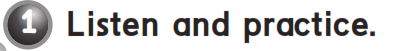 1 Listen and practice.